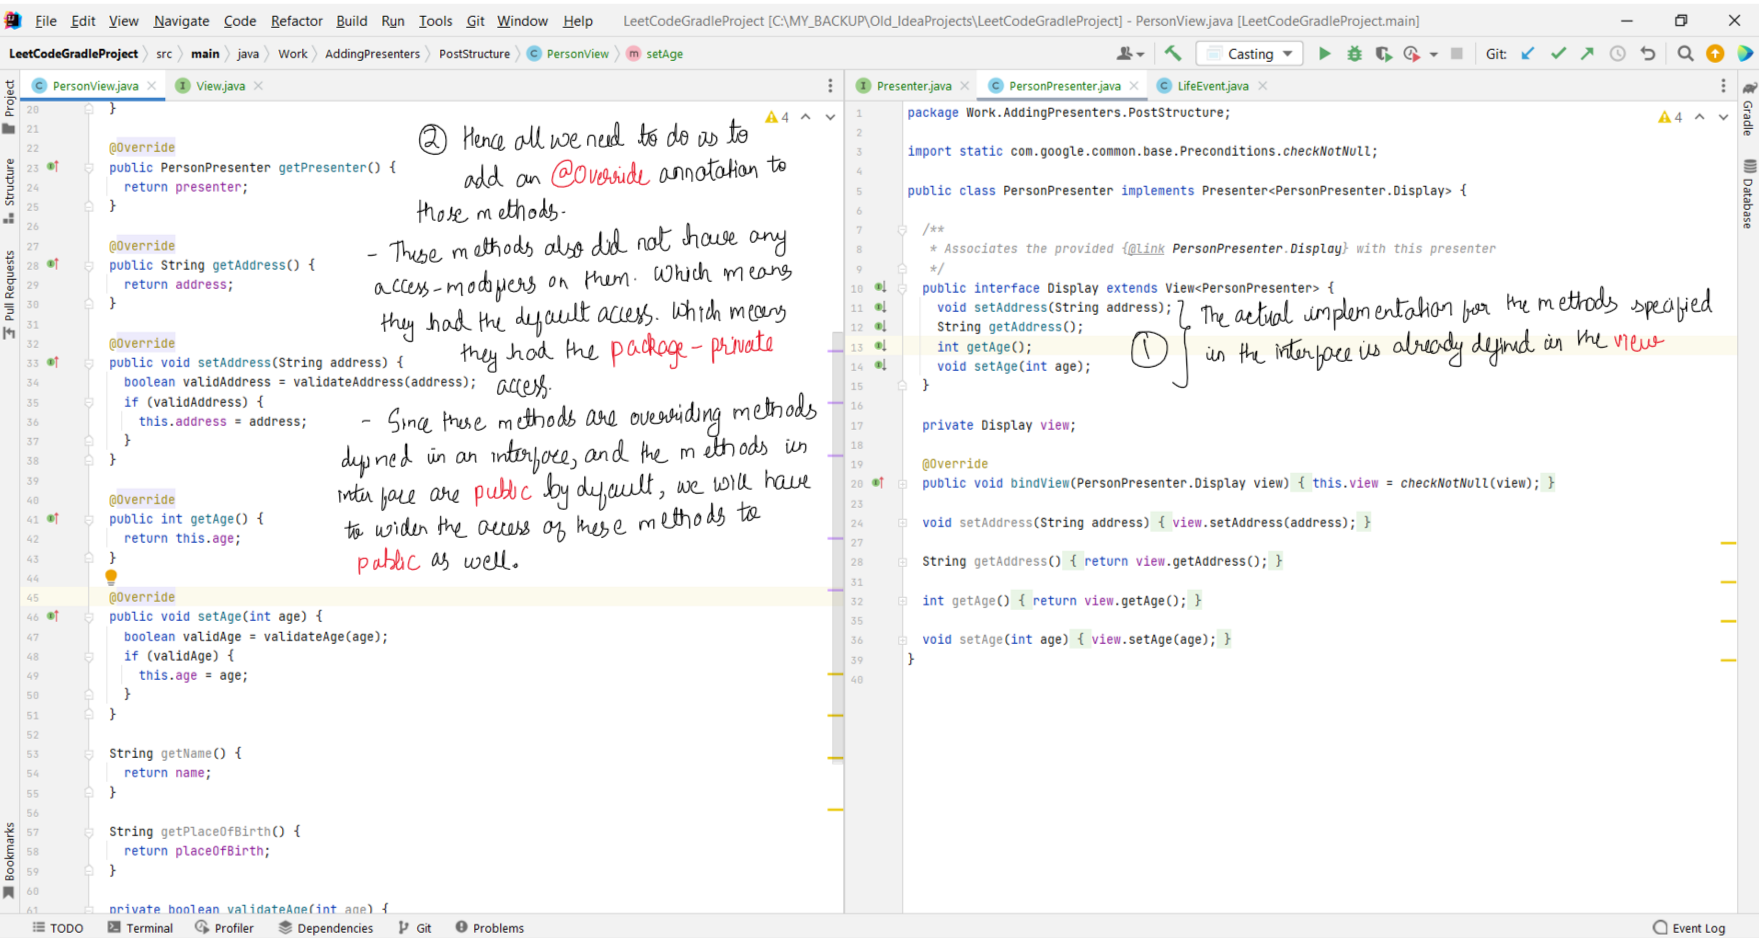 File Edit View Navigate Code Refactor Build Run Tools Git Window Help LeetCodeGradleProject [C:\MY_BACKUP\Old_IdeaProjects\LeetCodeGradleProject] - PersonView.java [LeetCodeGradleProject.main]
LeetCodeGradleProject src main java Work AddingPresenters PostStructure PersonView setAge Casting Git:
PersonView.java View.java
Project
Structure
Pull Requests
Bookmarks
4
20 }
21
22 @Override
23 public PersonPresenter getPresenter() {
24 return presenter;
25 }
26
27 @Override
28 public String getAddress() {
29 return address;
30 }
31
32 @Override
33 public void setAddress(String address) {
34 boolean validAddress = validateAddress(address);
35 if (validAddress) {
36 this.address = address;
37 }
38 }
39
40 @Override
41 public int getAge() {
42 return this.age;
43 }
44
45 @Override
46 public void setAge(int age) {
47 boolean validAge = validateAge(age);
48 if (validAge) {
49 this.age = age;
50 }
51 }
52
53 String getName() {
54 return name;
55 }
56
57 String getPlaceOfBirth() {
58 return placeOfBirth;
59 }
60
61 private boolean validateAge(int age) {
② Hence all we need to do is to
add an @Override annotation to
those methods.
- These methods also did not have any
access-modifiers on them. Which means
they had the default access. Which means
they had the package-private
access.
- Since these methods are overriding methods
defined in an interface, and the methods in
interface are public by default, we will have
to widen the access of these methods to
public as well.
Presenter.java PersonPresenter.java LifeEvent.java
4
1 package Work.AddingPresenters.PostStructure;
2
3 import static com.google.common.base.Preconditions.checkNotNull;
4
5 public class PersonPresenter implements Presenter<PersonPresenter.Display> {
6
7 /**
8 * Associates the provided {@link PersonPresenter.Display} with this presenter
9 */
10 public interface Display extends View<PersonPresenter> {
11 void setAddress(String address);
12 String getAddress();
13 int getAge();
14 void setAge(int age);
15 }
16
17 private Display view;
18
19 @Override
20 public void bindView(PersonPresenter.Display view) { this.view = checkNotNull(view); }
23
24 void setAddress(String address) { view.setAddress(address); }
27
28 String getAddress() { return view.getAddress(); }
31
32 int getAge() { return view.getAge(); }
35
36 void setAge(int age) { view.setAge(age); }
39 }
40
① The actual implementation for the methods specified
in the interface is already defined in the view
Gradle
Database
TODO Terminal Profiler Dependencies Git Problems Event Log